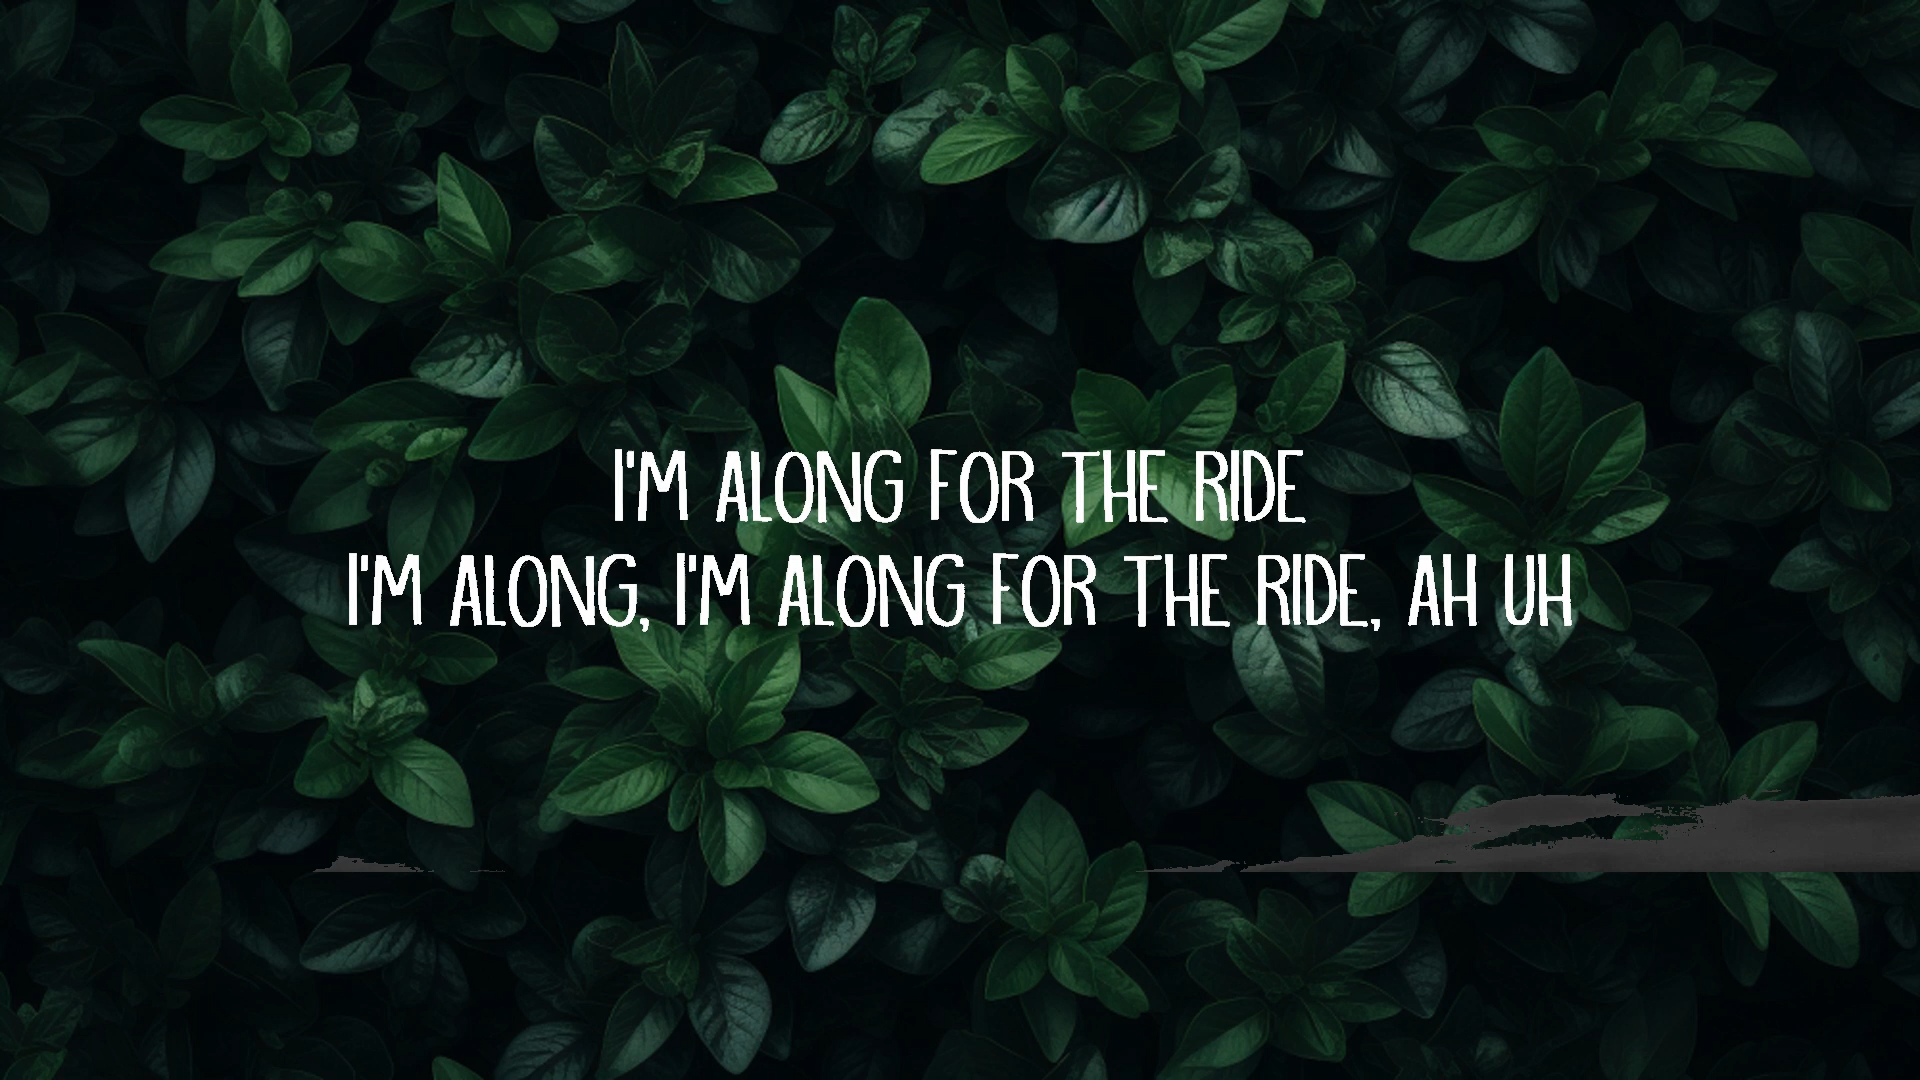 I'M ALONG FOR THE RIDE
I'M ALONG, I'M ALONG FOR THE RIDE, AH UH